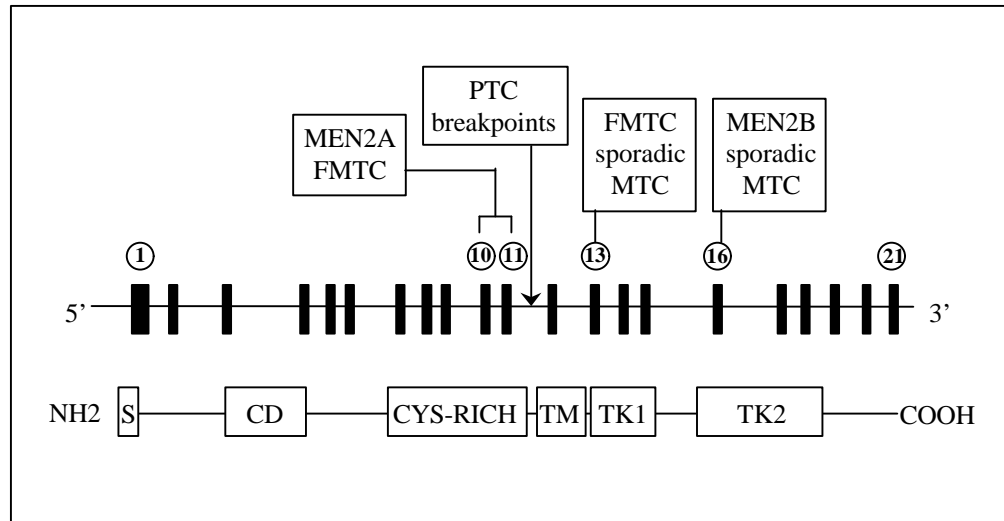 PTC
breakpoints
MEN2A
FMTC
FMTC
sporadic
MTC
MEN2B
sporadic
MTC
1 10 11 13 16 21
5’ 3’
NH2 S CD CYS-RICH TM TK1 TK2 COOH